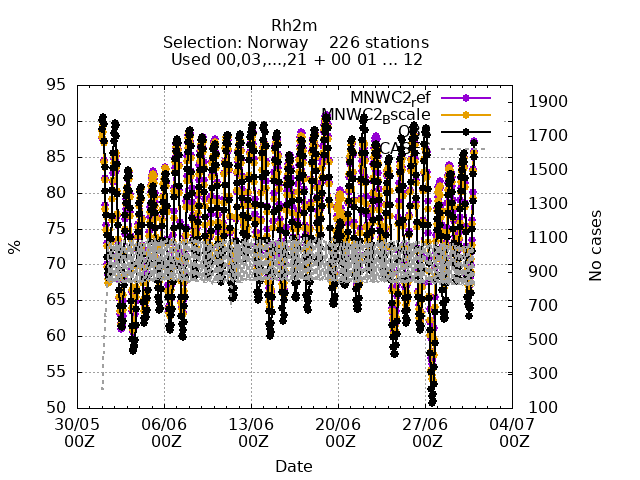 Rh2m
Selection: Norway 226 stations
Used 00,03,...,21 + 00 01 ... 12
95
90
85
80
75
70
65
60
55
50
%
MNWC2ref
MNWC2Bscale
1900
1700
1500
1300
1100
900
700
500
300
100
No cases
30/05 00Z
06/06 00Z
13/06 00Z
20/06 00Z
27/06 00Z
04/07 00Z
Date